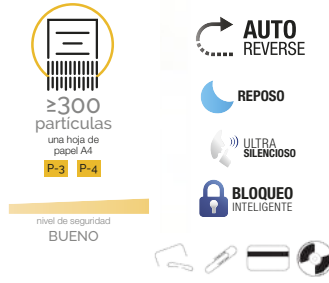 ≥300
partículas
una hoja de
papel A4
P-3 P-4
nivel de seguridad
BUENO
AUTO
REVERSE
REPOSO
ULTRA
SILENCIOSO
BLOQUEO
INTELIGENTE